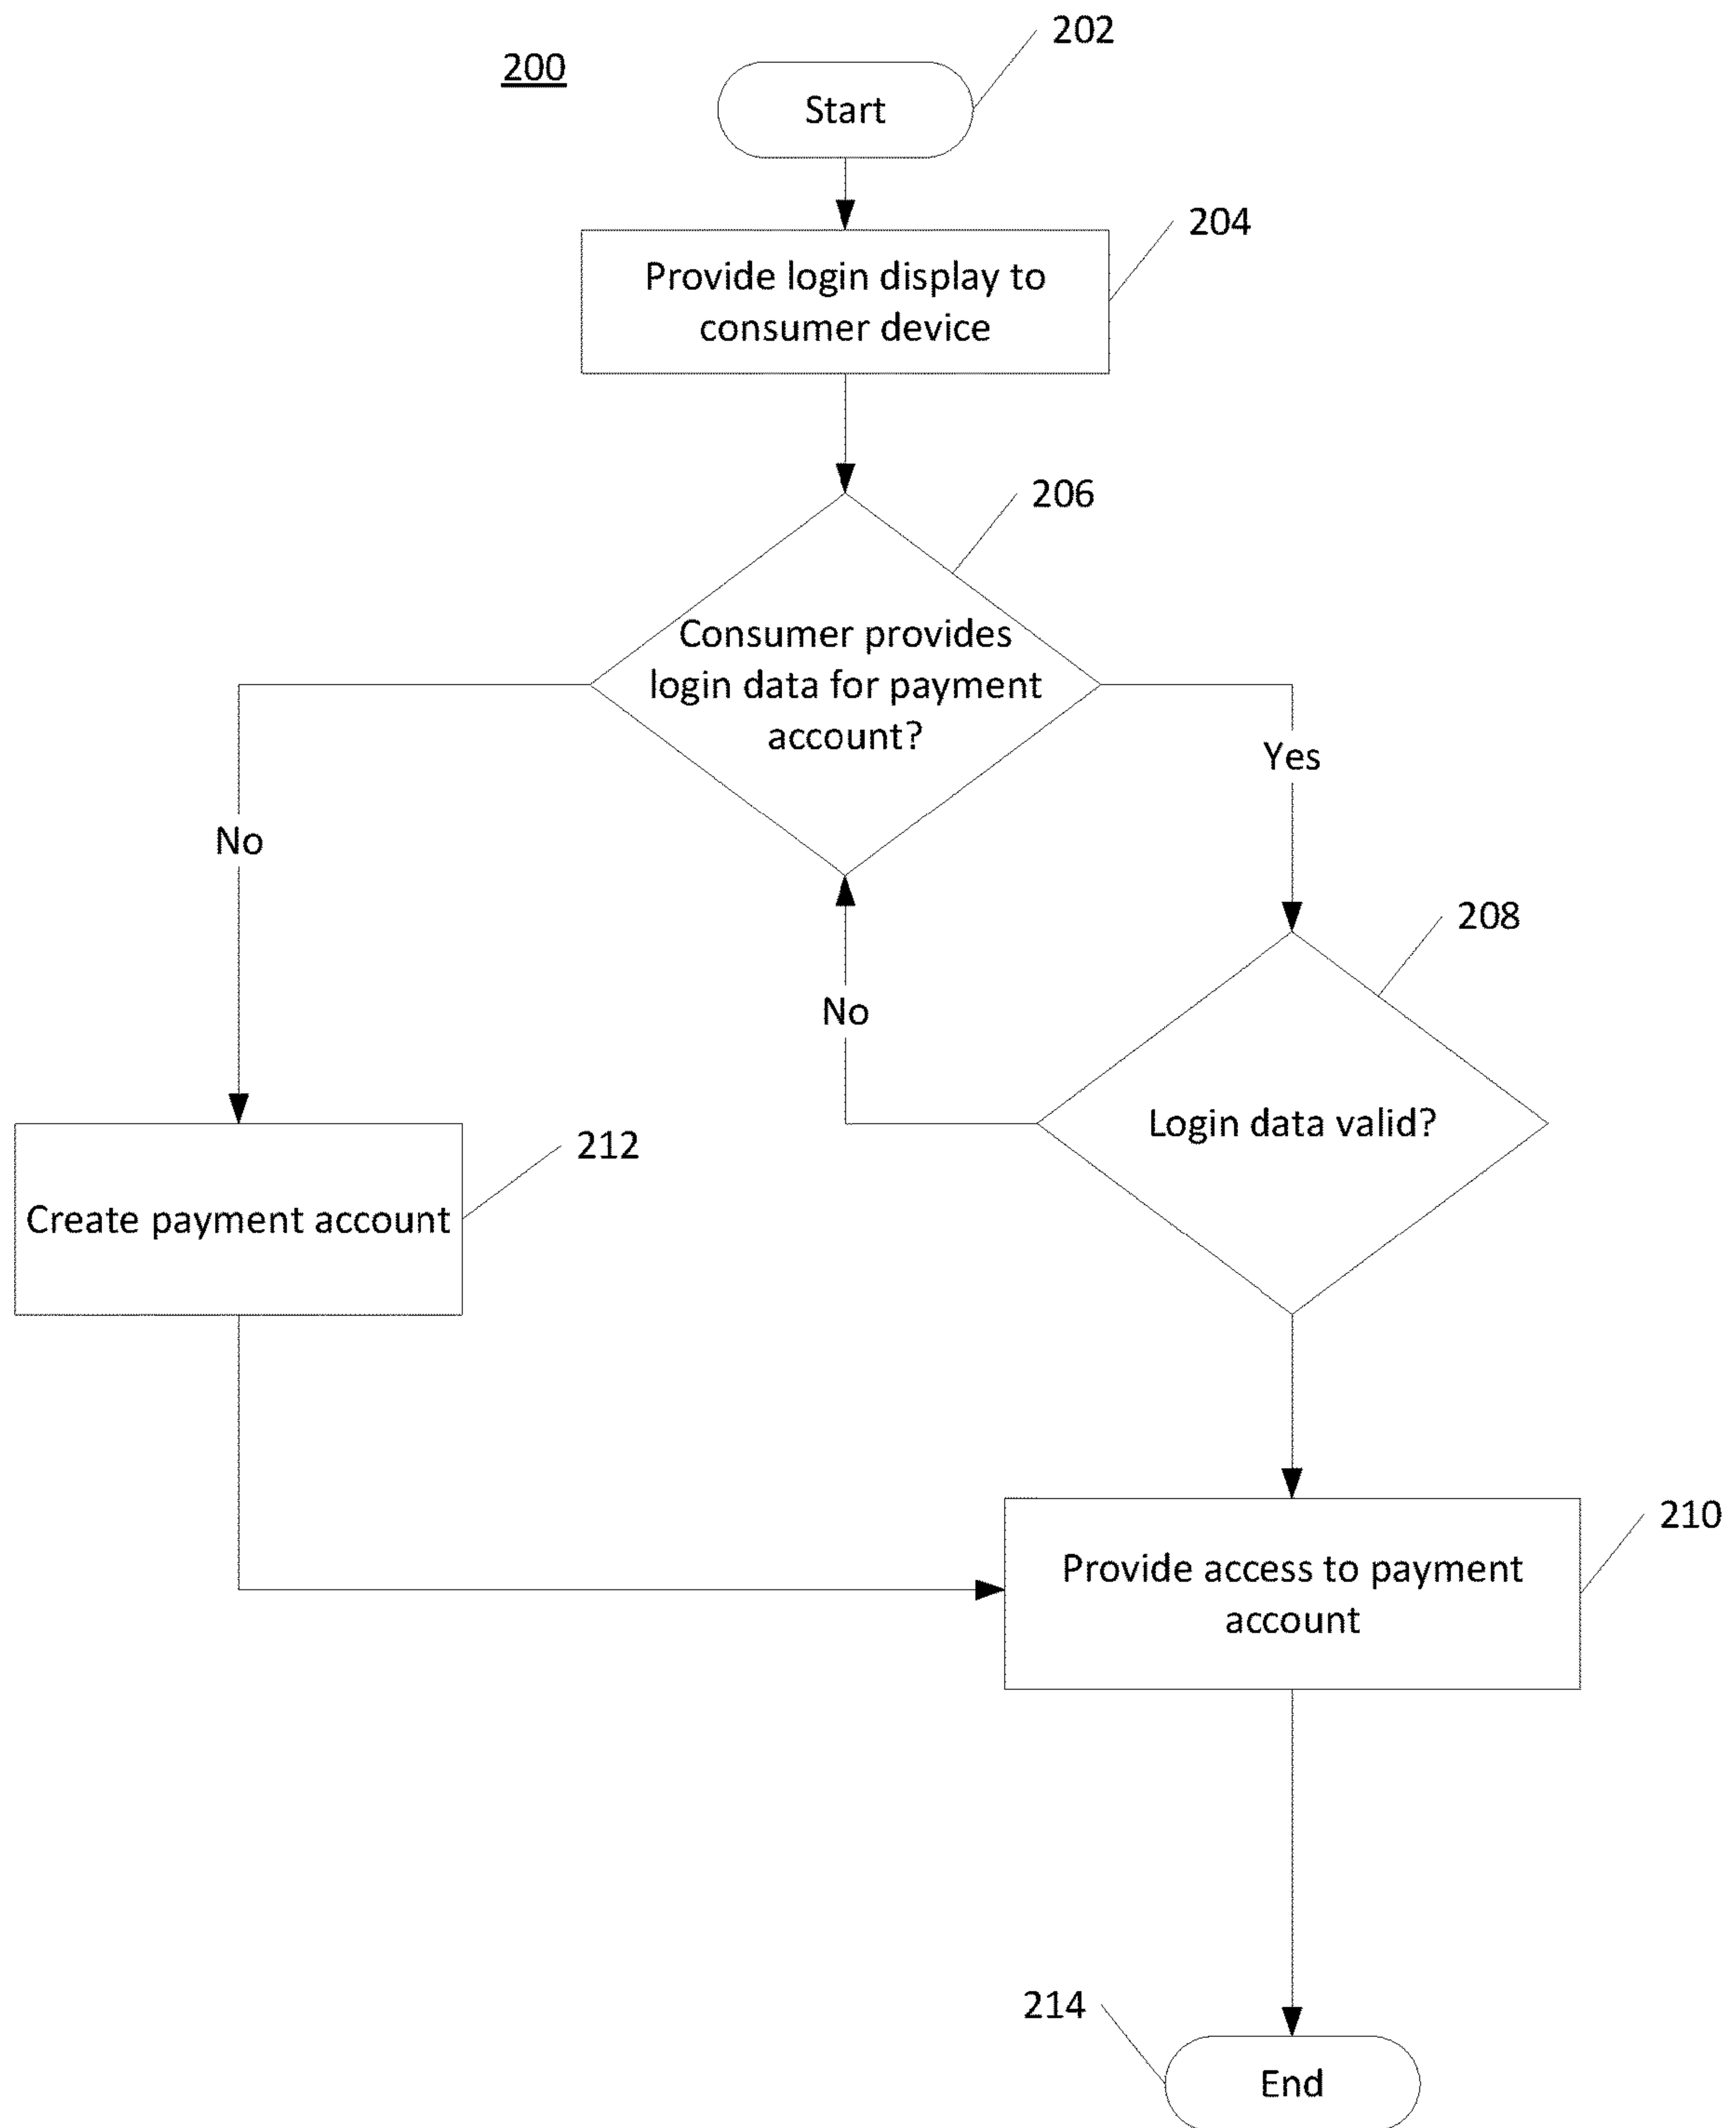 200
202
Start
204
Provide login display to
consumer device
206
Consumer provides
login data for payment
account?
Yes
No
208
No
Login data valid?
212
Create payment account
210
Provide access to payment
account
214
End